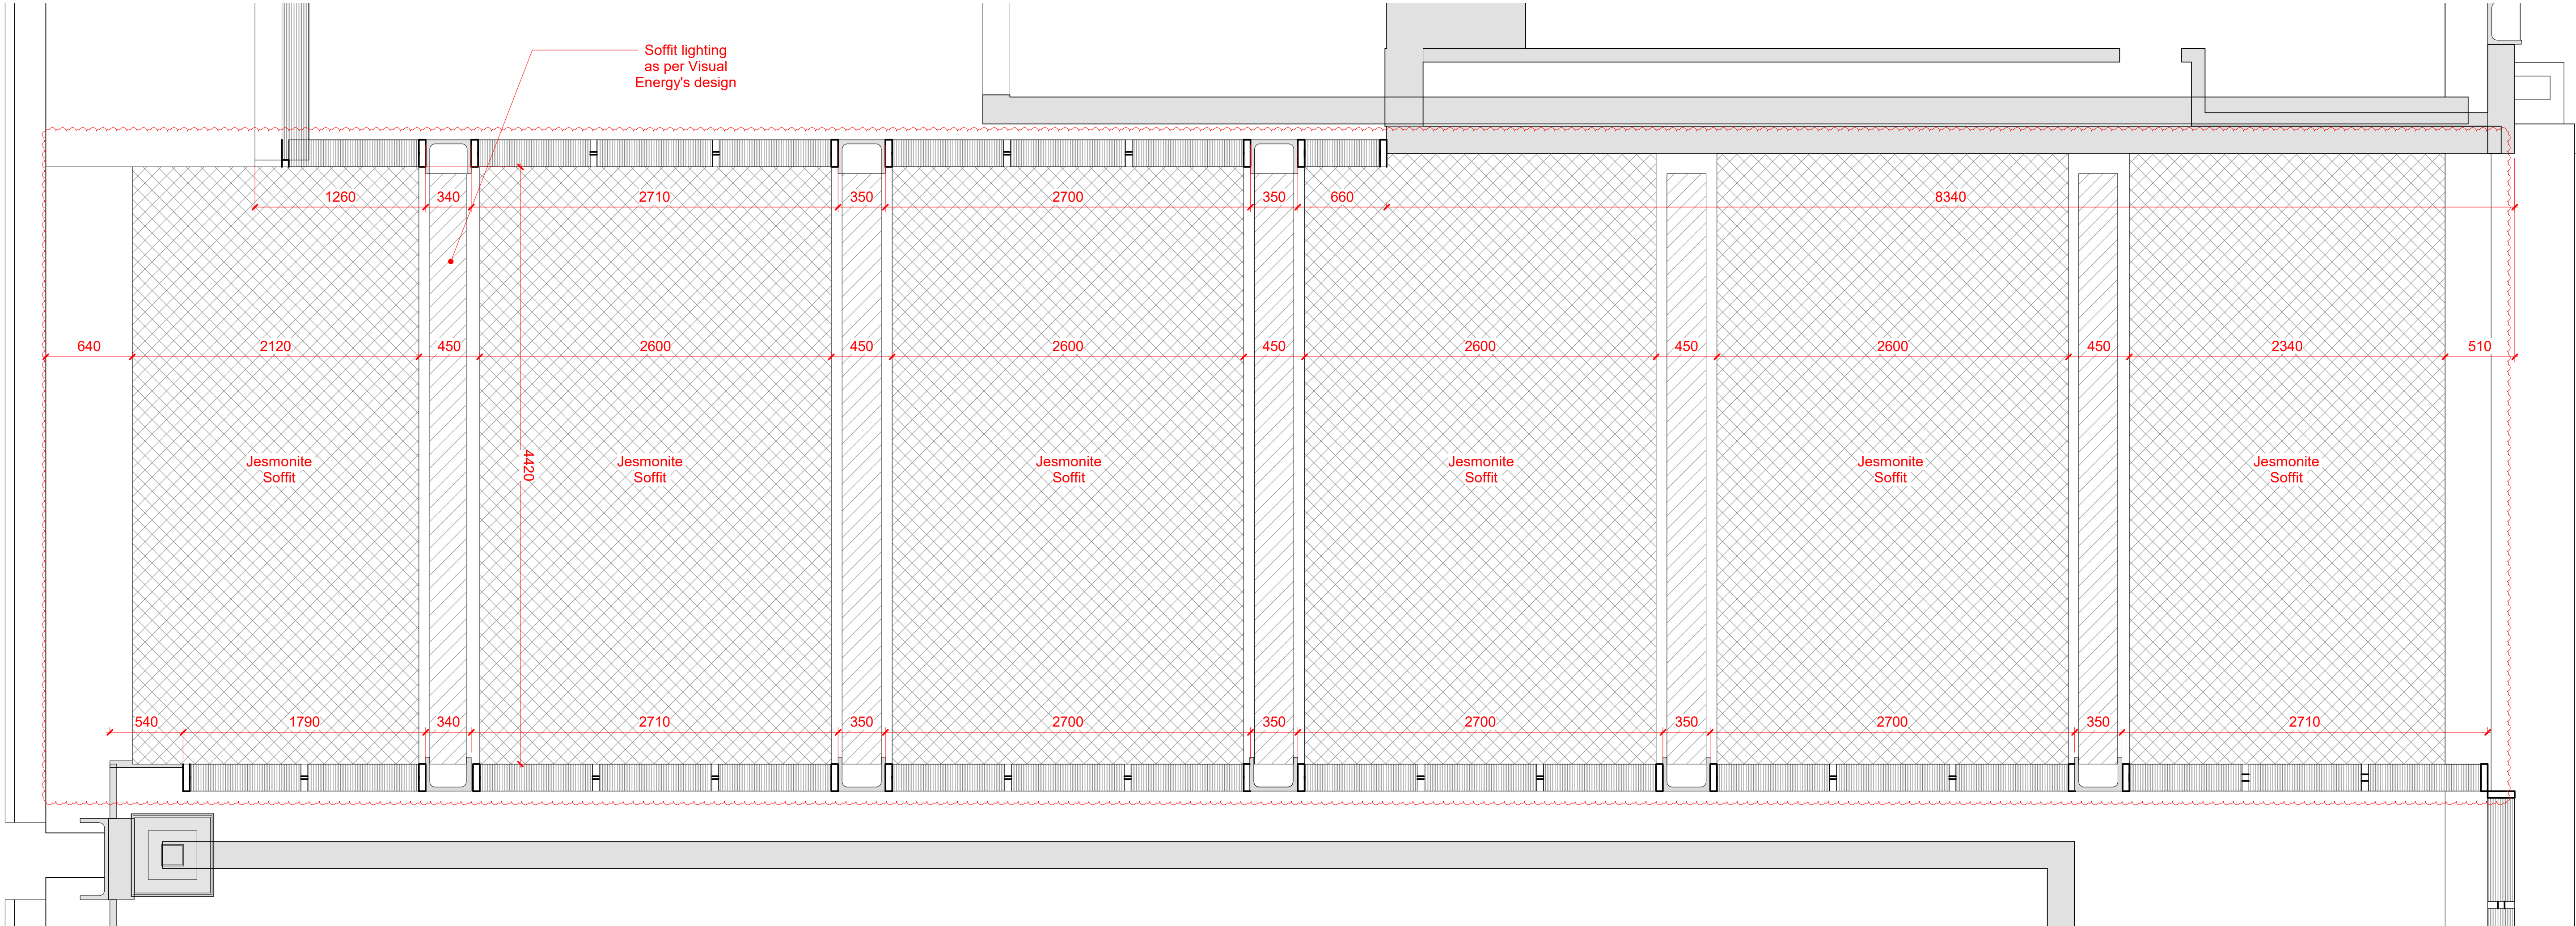 Soffit lighting
as per Visual
Energy's design
1260 340 2710 350 2700 350 660 8340
640 2120 450 2600 450 2600 450 2600 450 2600 450 2340 510
4420
Jesmonite
Soffit
Jesmonite
Soffit
Jesmonite
Soffit
Jesmonite
Soffit
Jesmonite
Soffit
Jesmonite
Soffit
540 1790 340 2710 350 2700 350 2700 350 2700 350 2710